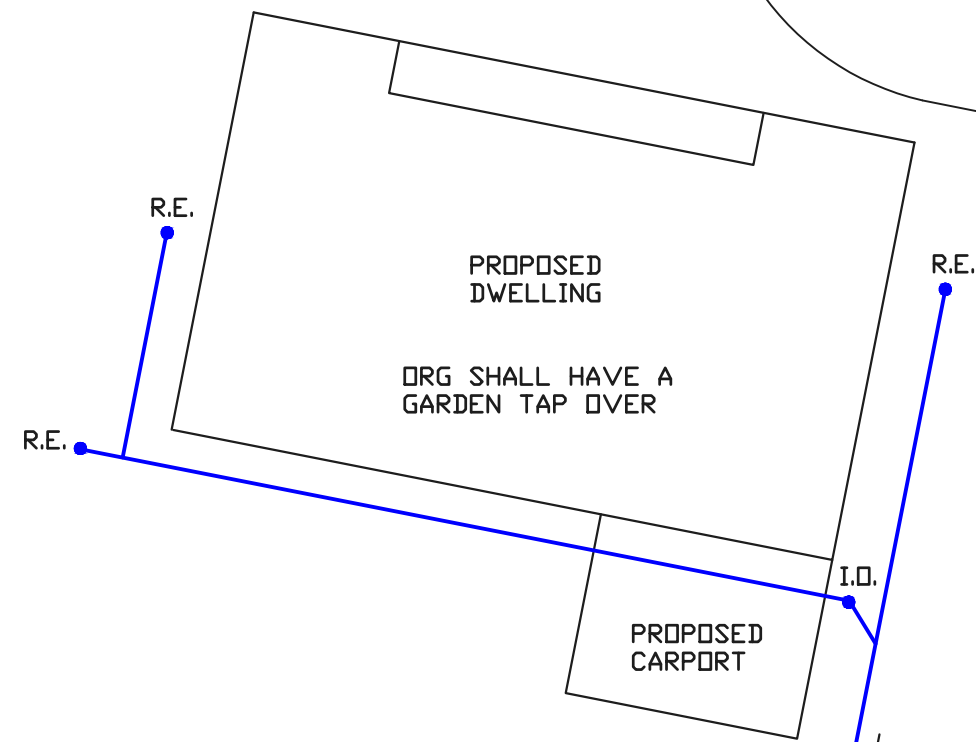 R.E.
R.E.
PROPOSED
DWELLING
ORG SHALL HAVE A
GARDEN TAP OVER
R.E.
I.O.
PROPOSED
CARPORT